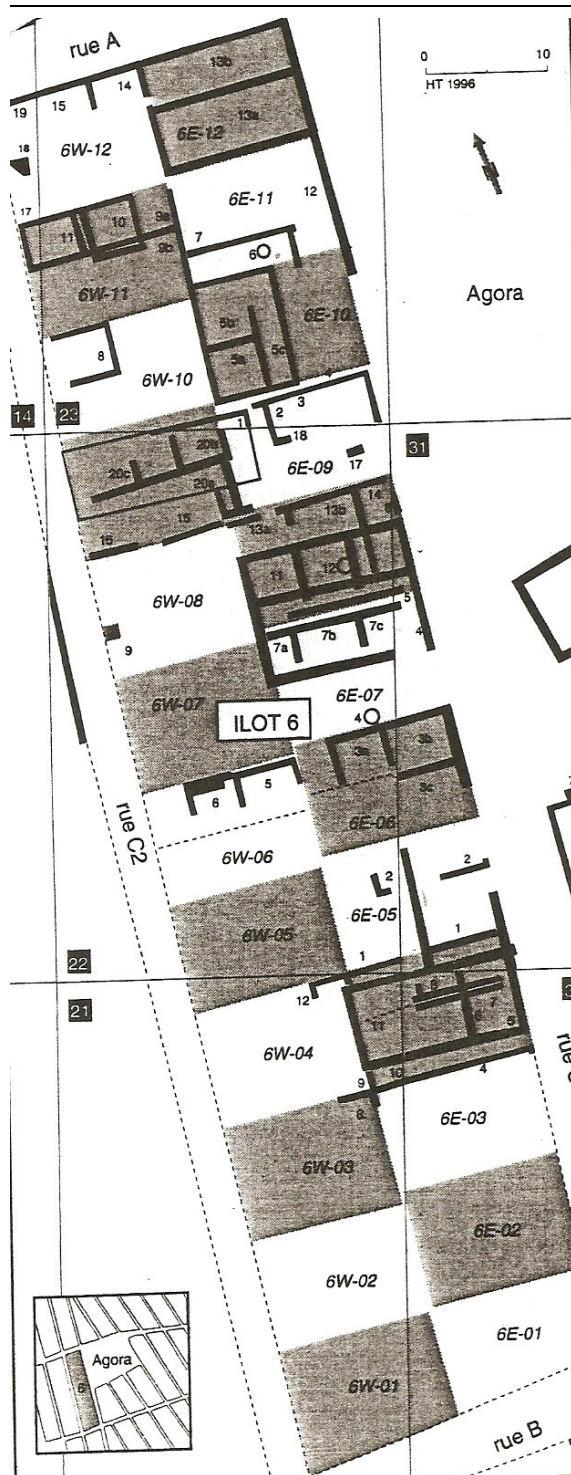 rue A
0 10
HT 1996
13b
14
15
19
13a
6E-12
18
6W-12
6E-11
12
17
10
9a
11
9b
7
6
6W-11
Agora
5b
6E-10
5a
5c
8
4
6W-10
3
14
23
1
2
18
31
20b
6E-09
17
20c
20a
14
13b
15
13a
16
11
12
6W-08
5
9
7a
7b
7c
4
6W-07
6E-07
ILOT 6
4
3a
3b
3c
5
6
6E-06
rue C2
6W-06
2
2
6E-05
6W-05
1
1
22
12
21
8
7
11
6
5
6W-04
10
4
9
8
6E-03
6W-03
6E-02
6W-02
Agora
6E-01
6
6W-01
rue B